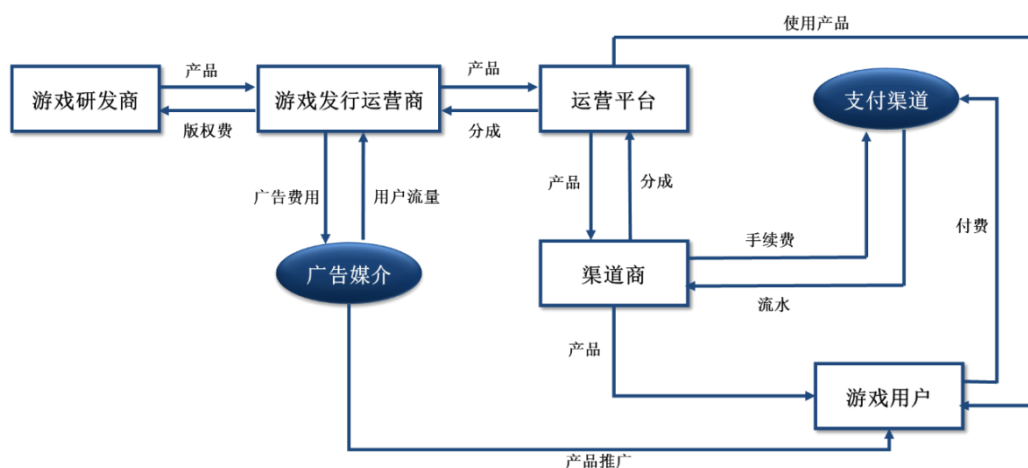 使用产品
产品
产品
游戏研发商
游戏发行运营商
运营平台
支付渠道
版权费
分成
广告费用
用户流量
产品
分成
付费
手续费
广告媒介
渠道商
流水
产品
游戏用户
产品推广